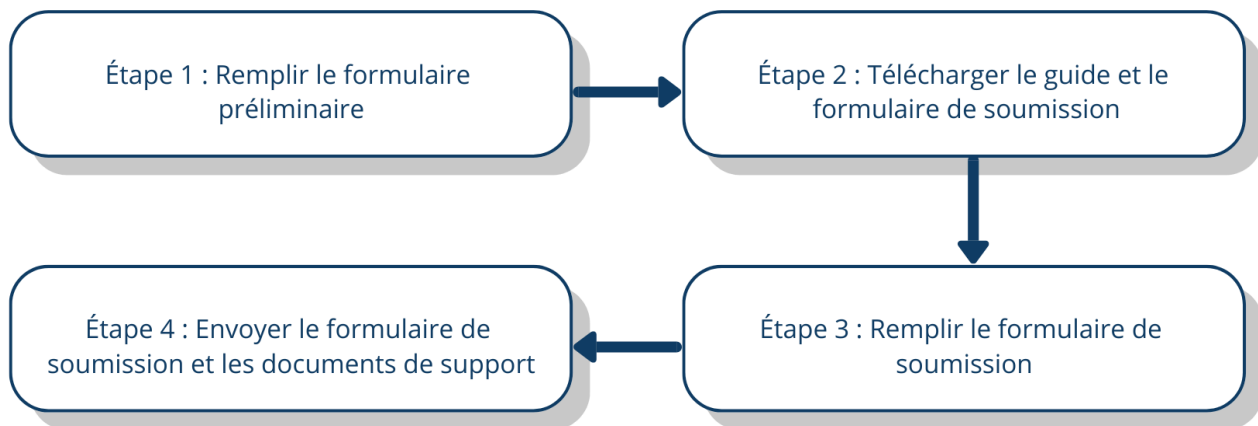 Étape 1 : Remplir le formulaire
préliminaire
Étape 2 : Télécharger le guide et le
formulaire de soumission
Étape 3 : Remplir le formulaire de
soumission
Étape 4 : Envoyer le formulaire de
soumission et les documents de support